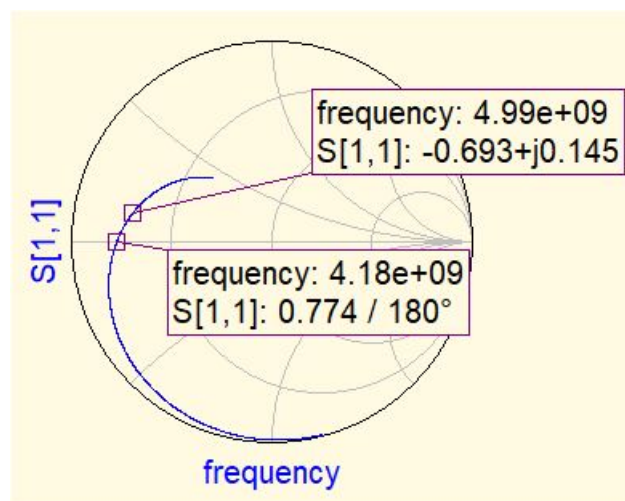 frequency: 4.99e+09
S[1,1]: -0.693+j0.145
S[1,1]
frequency: 4.18e+09
S[1,1]: 0.774 / 180°
frequency